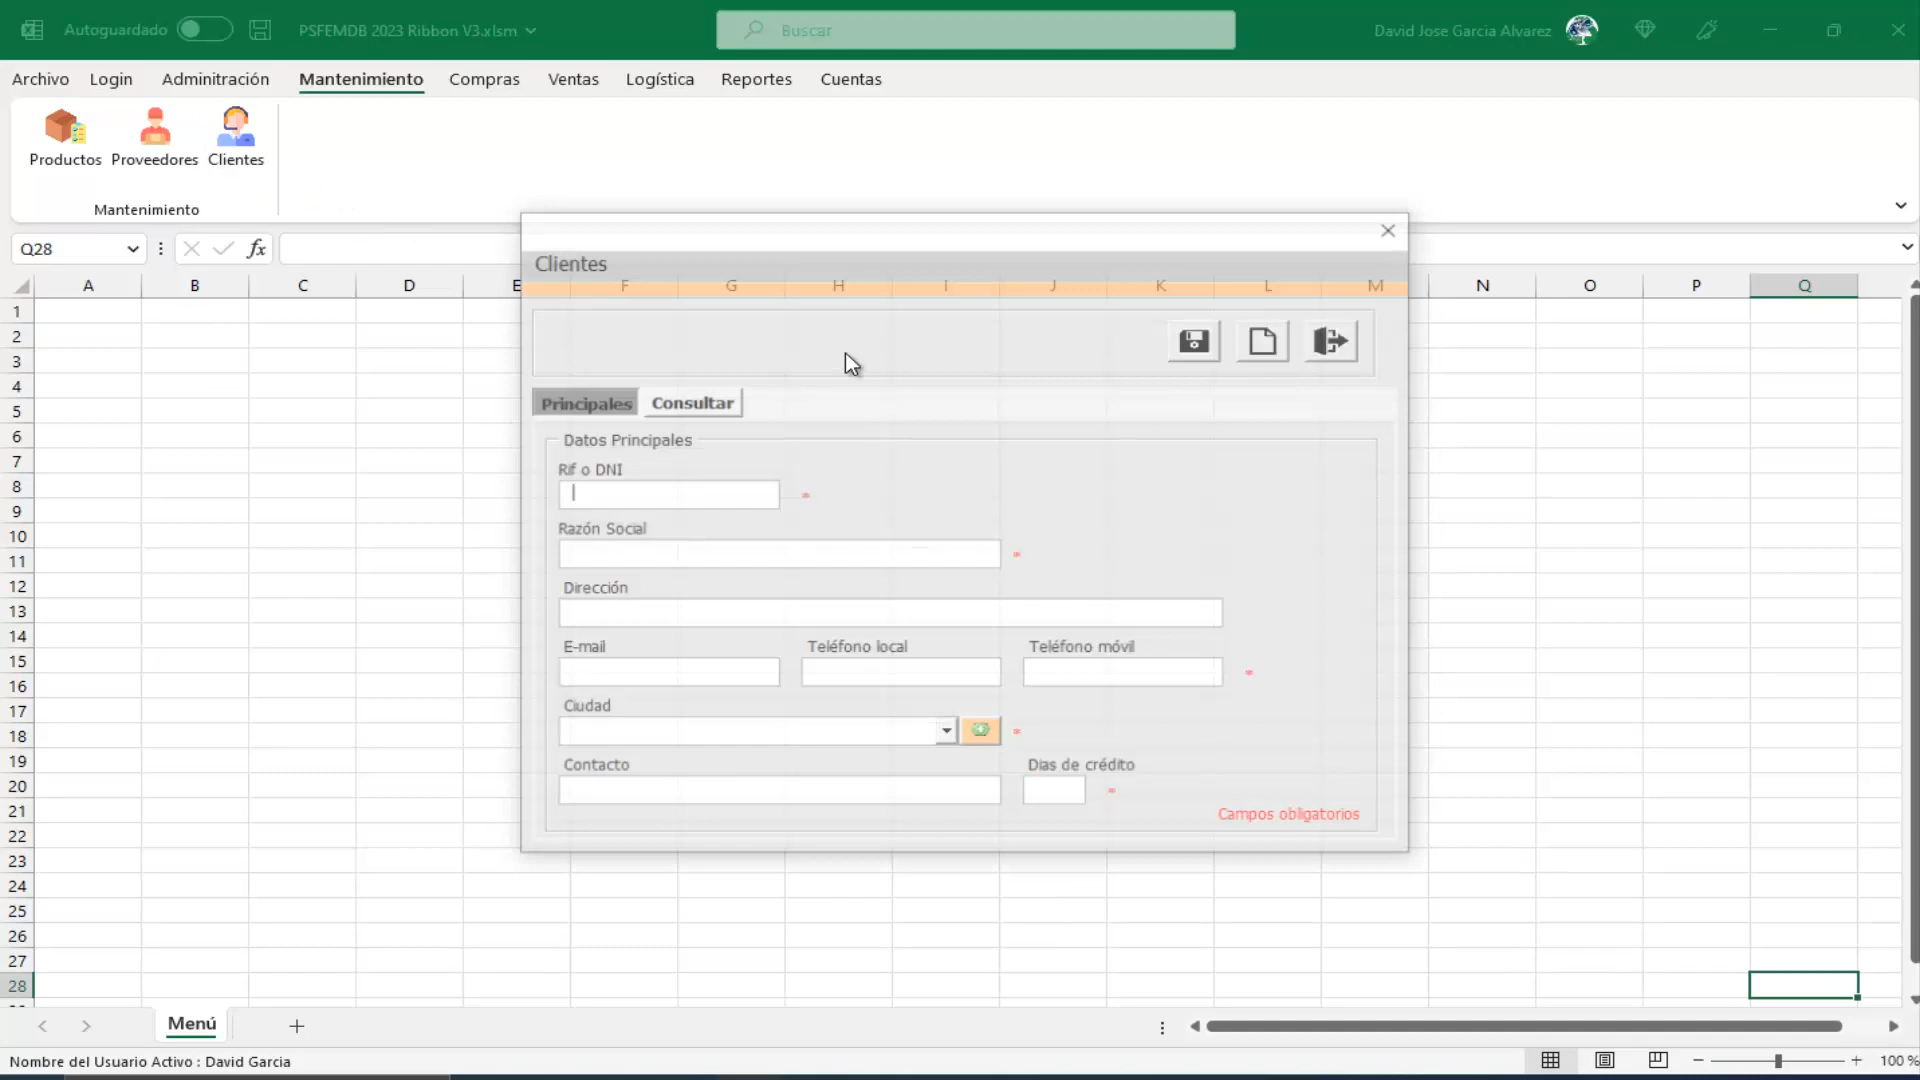 Autoguardado PSFEMDB 2023 Ribbon V3.xlsm Buscar David Jose Garcia Alvarez
Archivo Login Adminitración Mantenimiento Compras Ventas Logística Reportes Cuentas
Productos Proveedores Clientes
Mantenimiento
Q28 fx
Clientes
A B C D E F G H I J K L M N O P Q
1
2
3
4
5
6
7
8
9
10
11
12
13
14
15
16
17
18
19
20
21
22
23
24
25
26
27
28
Principales Consultar
Datos Principales
Rif o DNI
*
Razón Social
*
Dirección
E-mail Teléfono local Teléfono móvil
*
Ciudad
*
Contacto Dias de crédito
*
Campos obligatorios
Menú
Nombre del Usuario Activo : David Garcia 100 %